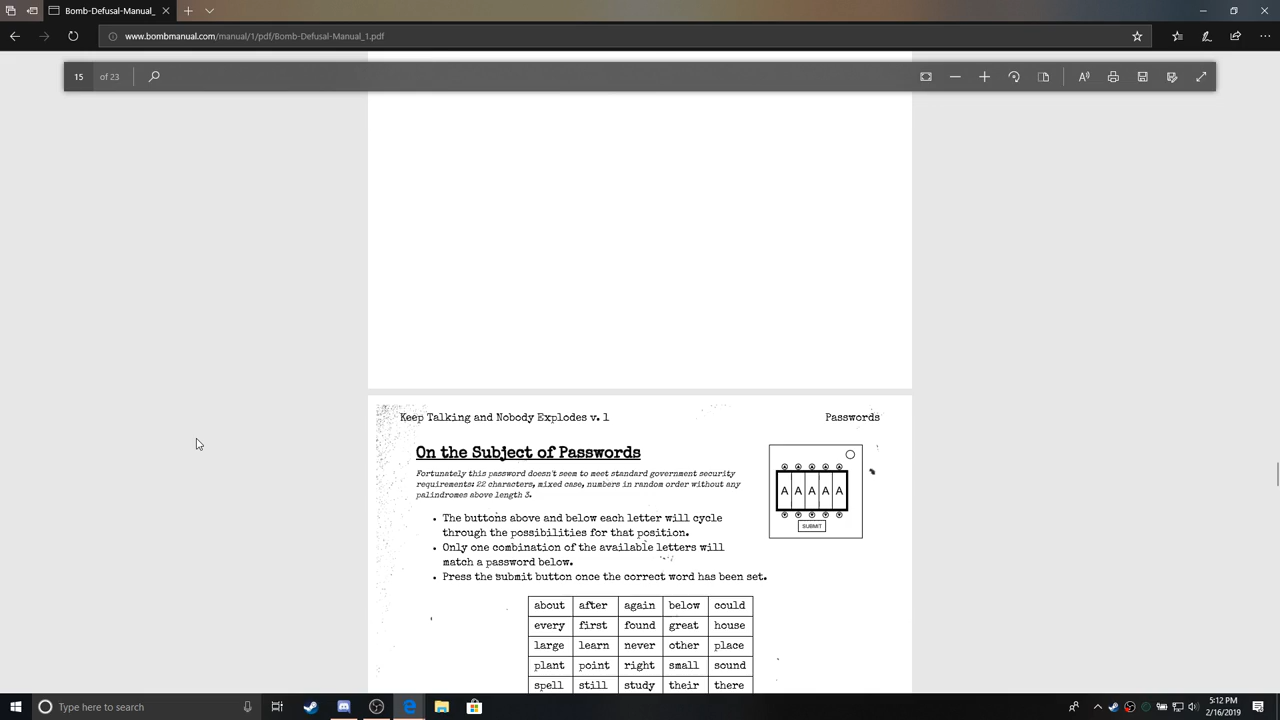 Bomb-Defusal-Manual_
www.bombmanual.com/manual/1/pdf/Bomb-Defusal-Manual_1.pdf
15 of 23
Keep Talking and Nobody Explodes v. 1
Passwords
On the Subject of Passwords
Fortunately this password doesn't seem to meet standard government security
requirements: 22 characters, mixed case, numbers in random order without any
palindromes above length 3.
• The buttons above and below each letter will cycle
through the possibilities for that position.
• Only one combination of the available letters will
match a password below.
• Press the submit button once the correct word has been set.
A A A A A
SUBMIT
about after again below could
every first found great house
large learn never other place
plant point right small sound
spell still study their there
Type here to search
5:12 PM
2/16/2019